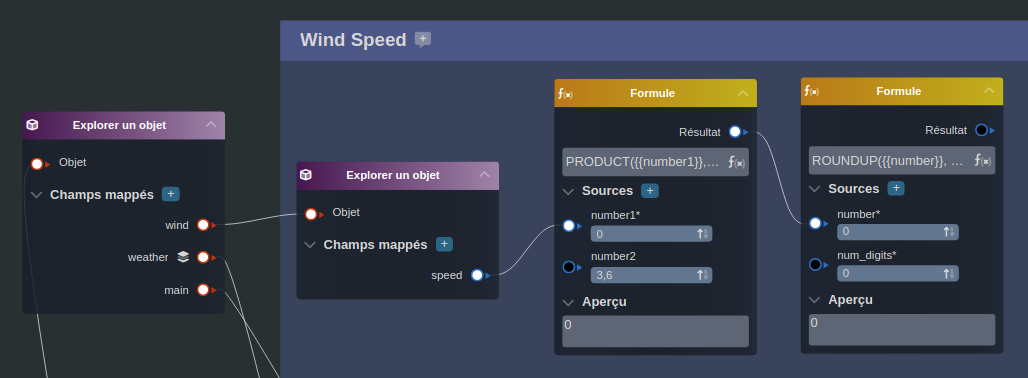 Wind Speed
Explorer un objet
Objet
Champs mappés
wind
weather
main
Explorer un objet
Objet
Champs mappés
speed
Formule
Résultat
PRODUCT({{number1}},... f(x)
Sources
number1*
0
number2
3,6
Aperçu
0
Formule
Résultat
ROUNDUP({{number}}, ... f(x)
Sources
number*
0
num_digits*
0
Aperçu
0